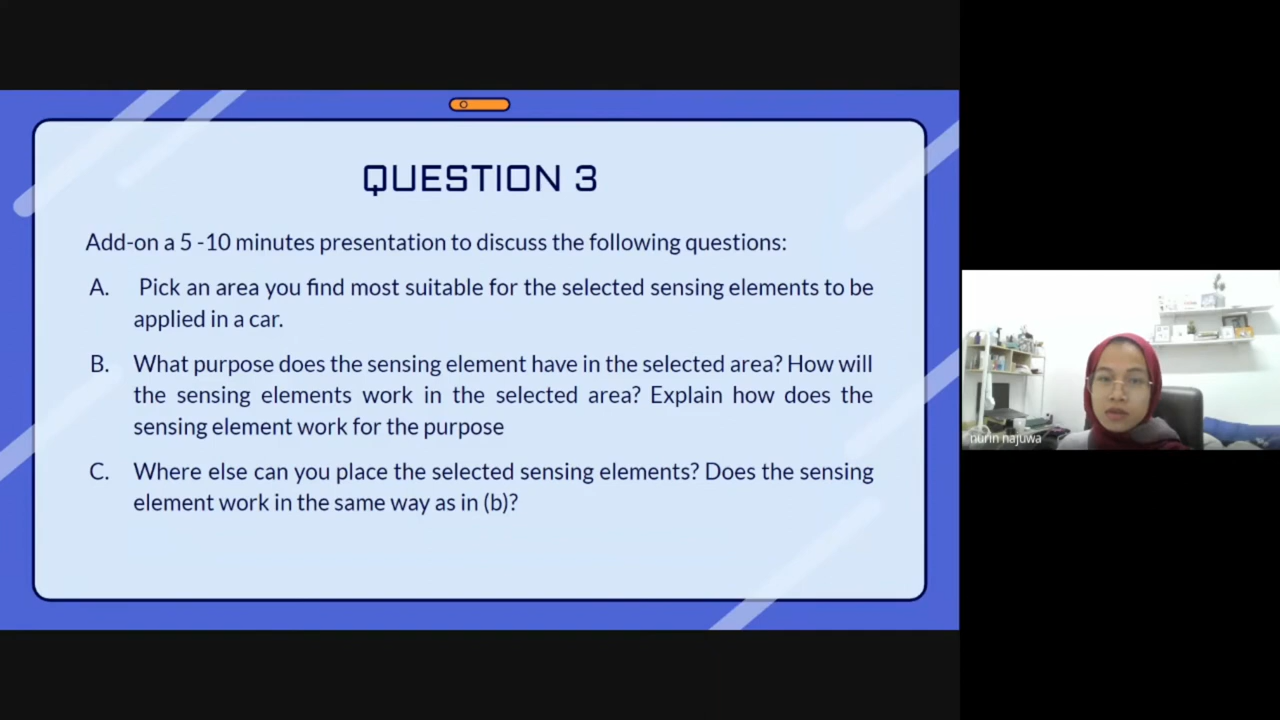 QUESTION 3
Add-on a 5 -10 minutes presentation to discuss the following questions:
A. Pick an area you find most suitable for the selected sensing elements to be
applied in a car.
B. What purpose does the sensing element have in the selected area? How will
the sensing elements work in the selected area? Explain how does the
sensing element work for the purpose
C. Where else can you place the selected sensing elements? Does the sensing
element work in the same way as in (b)?
nurin najuwa